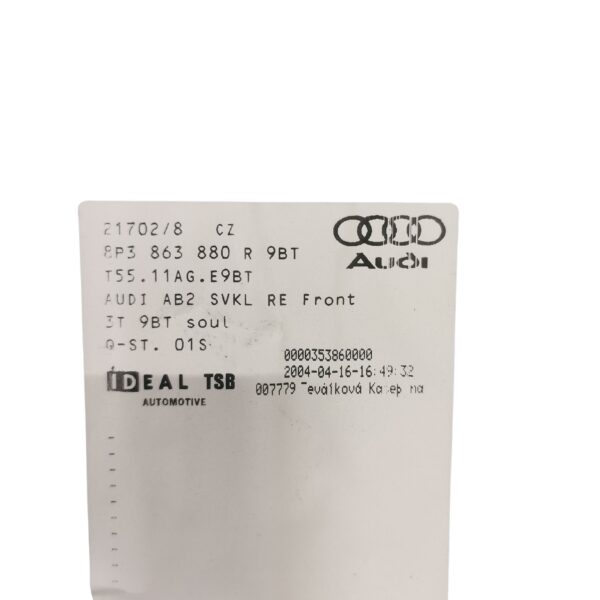 21702/8 CZ
8P3 863 880 R 9BT
Audi
T55.11AG.E9BT
AUDI AB2 SVKL RE Front
3T 9BT soul
Q-ST. 01S
0000353860000
2004-04-16-16:49:32
IDEAL TSB
AUTOMOTIVE
007779